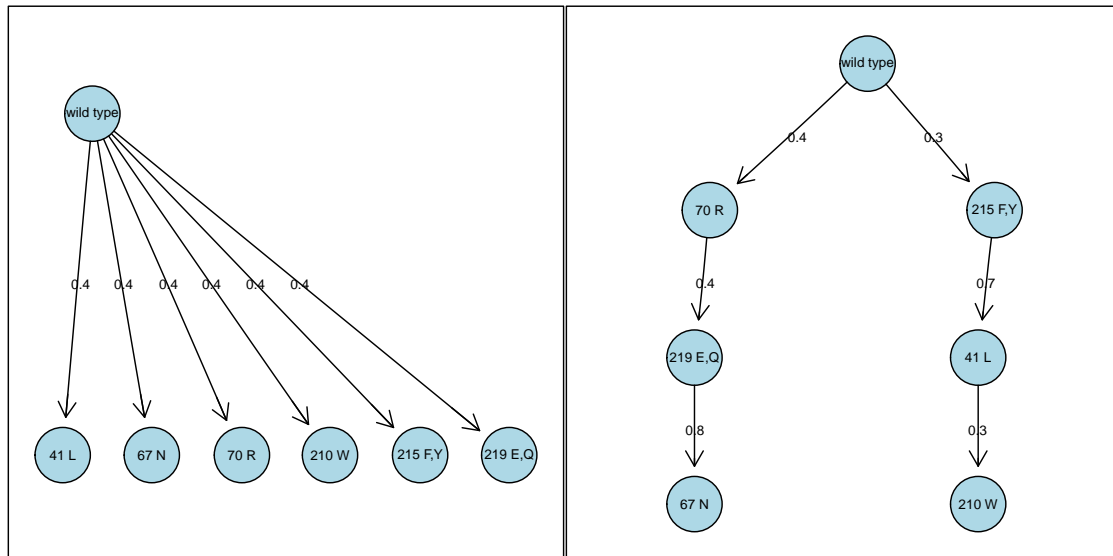 wild type
0.4 0.4 0.4 0.4 0.4 0.4
41 L 67 N 70 R 210 W 215 F,Y 219 E,Q
wild type
0.4 0.3
70 R 215 F,Y
0.4 0.7
219 E,Q 41 L
0.8 0.3
67 N 210 W